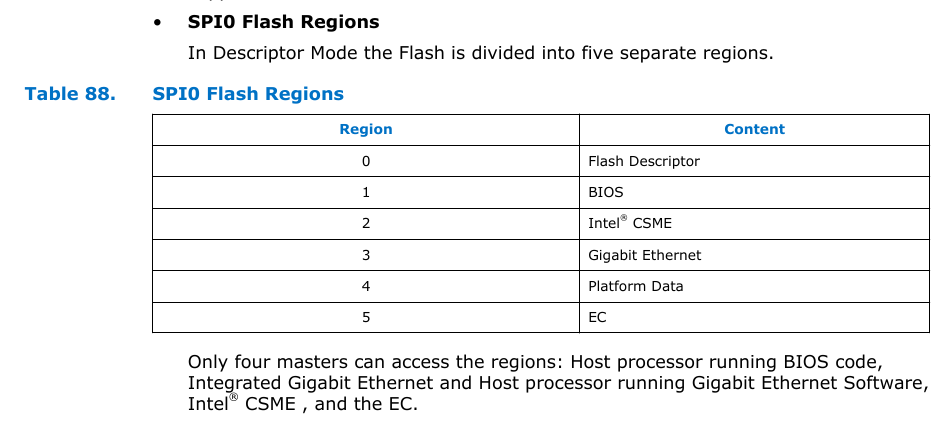 • SPI0 Flash Regions
In Descriptor Mode the Flash is divided into five separate regions.
Table 88. SPI0 Flash Regions
Region Content
0 Flash Descriptor
1 BIOS
2 Intel® CSME
3 Gigabit Ethernet
4 Platform Data
5 EC
Only four masters can access the regions: Host processor running BIOS code,
Integrated Gigabit Ethernet and Host processor running Gigabit Ethernet Software,
Intel® CSME , and the EC.